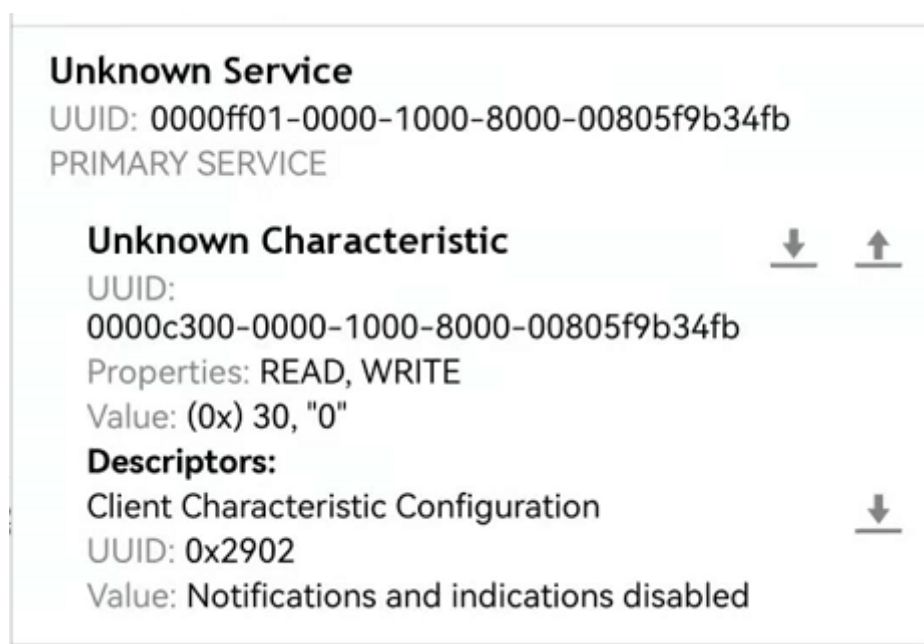 Unknown Service
UUID: 0000ff01-0000-1000-8000-00805f9b34fb
PRIMARY SERVICE
Unknown Characteristic
UUID:
0000c300-0000-1000-8000-00805f9b34fb
Properties: READ, WRITE
Value: (0x) 30, "0"
Descriptors:
Client Characteristic Configuration
UUID: 0x2902
Value: Notifications and indications disabled